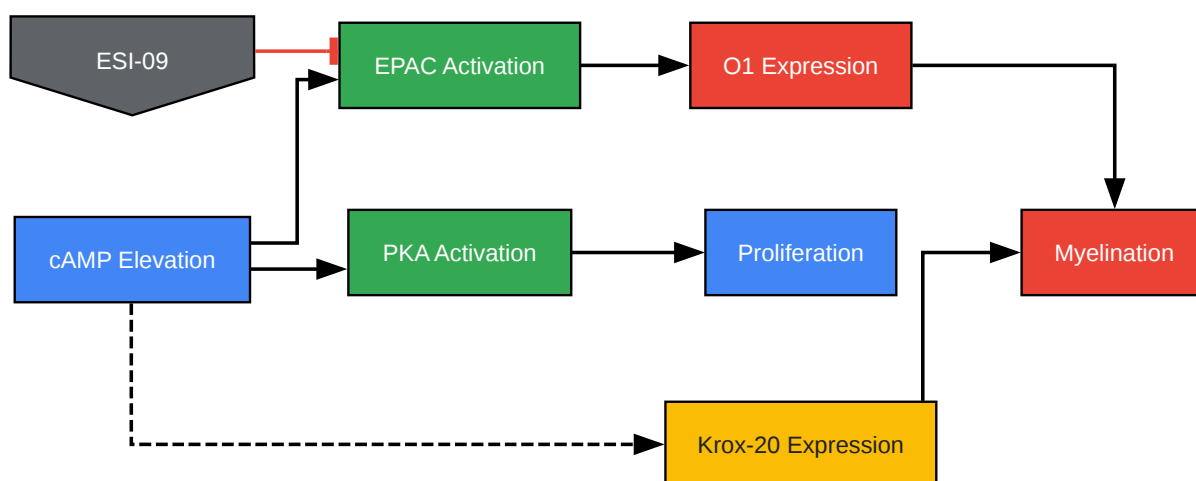 ESI-09
EPAC Activation
O1 Expression
cAMP Elevation
PKA Activation
Proliferation
Myelination
Krox-20 Expression